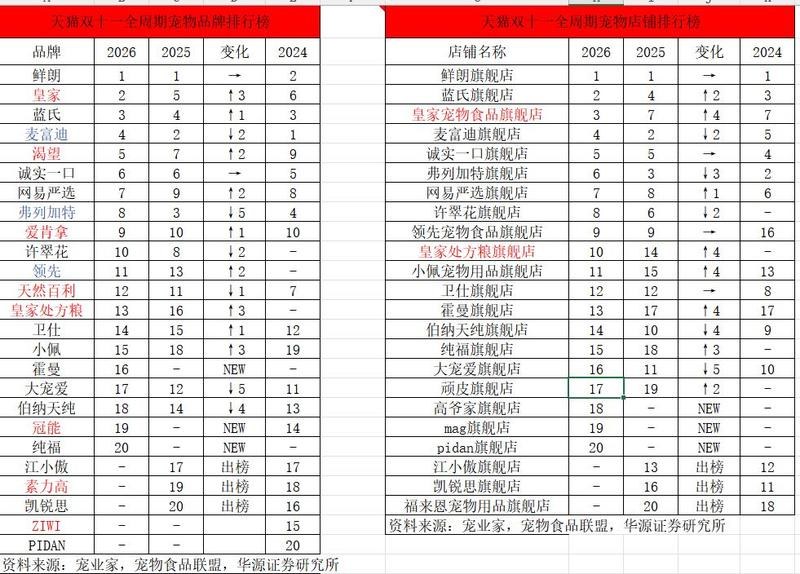 天猫双十一全周期宠物品牌排行榜
品牌 2026 2025 变化 2024
鲜朗 1 1 → 2
皇家 2 5 ↑3 6
蓝氏 3 4 ↑1 3
麦富迪 4 2 ↓2 1
渴望 5 7 ↑2 9
诚实一口 6 6 → 5
网易严选 7 9 ↑2 8
弗列加特 8 3 ↓5 4
爱肯拿 9 10 ↑1 10
许翠花 10 8 ↓2 -
领先 11 13 ↑2 -
天然百利 12 11 ↓1 7
皇家处方粮 13 16 ↑3 -
卫仕 14 15 ↑1 12
小佩 15 18 ↑3 19
霍曼 16 - NEW -
大宠爱 17 12 ↓5 11
伯纳天纯 18 14 ↓4 13
冠能 19 - NEW 14
纯福 20 - NEW -
江小傲 - 17 出榜 17
素力高 - 19 出榜 18
凯锐思 - 20 出榜 16
ZIWI - - 15
PIDAN - - 20
资料来源：宠业家，宠物食品联盟，华源证券研究所
天猫双十一全周期宠物店铺排行榜
店铺名称 2026 2025 变化 2024
鲜朗旗舰店 1 1 → 1
蓝氏旗舰店 2 4 ↑2 3
皇家宠物食品旗舰店 3 7 ↑4 7
麦富迪旗舰店 4 2 ↓2 5
诚实一口旗舰店 5 5 → 4
弗列加特旗舰店 6 3 ↓3 2
网易严选旗舰店 7 8 ↑1 6
许翠花旗舰店 8 6 ↓2 -
领先宠物食品旗舰店 9 9 → 16
皇家处方粮旗舰店 10 14 ↑4 -
小佩宠物用品旗舰店 11 15 ↑4 13
卫仕旗舰店 12 12 → 8
霍曼旗舰店 13 17 ↑4 17
伯纳天纯旗舰店 14 10 ↓4 9
纯福旗舰店 15 18 ↑3 -
大宠爱旗舰店 16 11 ↓5 10
顽皮旗舰店 17 19 ↑2 -
高爷家旗舰店 18 - NEW -
mag旗舰店 19 - NEW -
pidan旗舰店 20 - NEW -
江小傲旗舰店 - 13 出榜 12
凯锐思旗舰店 - 16 出榜 11
福来恩宠物用品旗舰店 - 20 出榜 18
资料来源：宠业家，宠物食品联盟，华源证券研究所